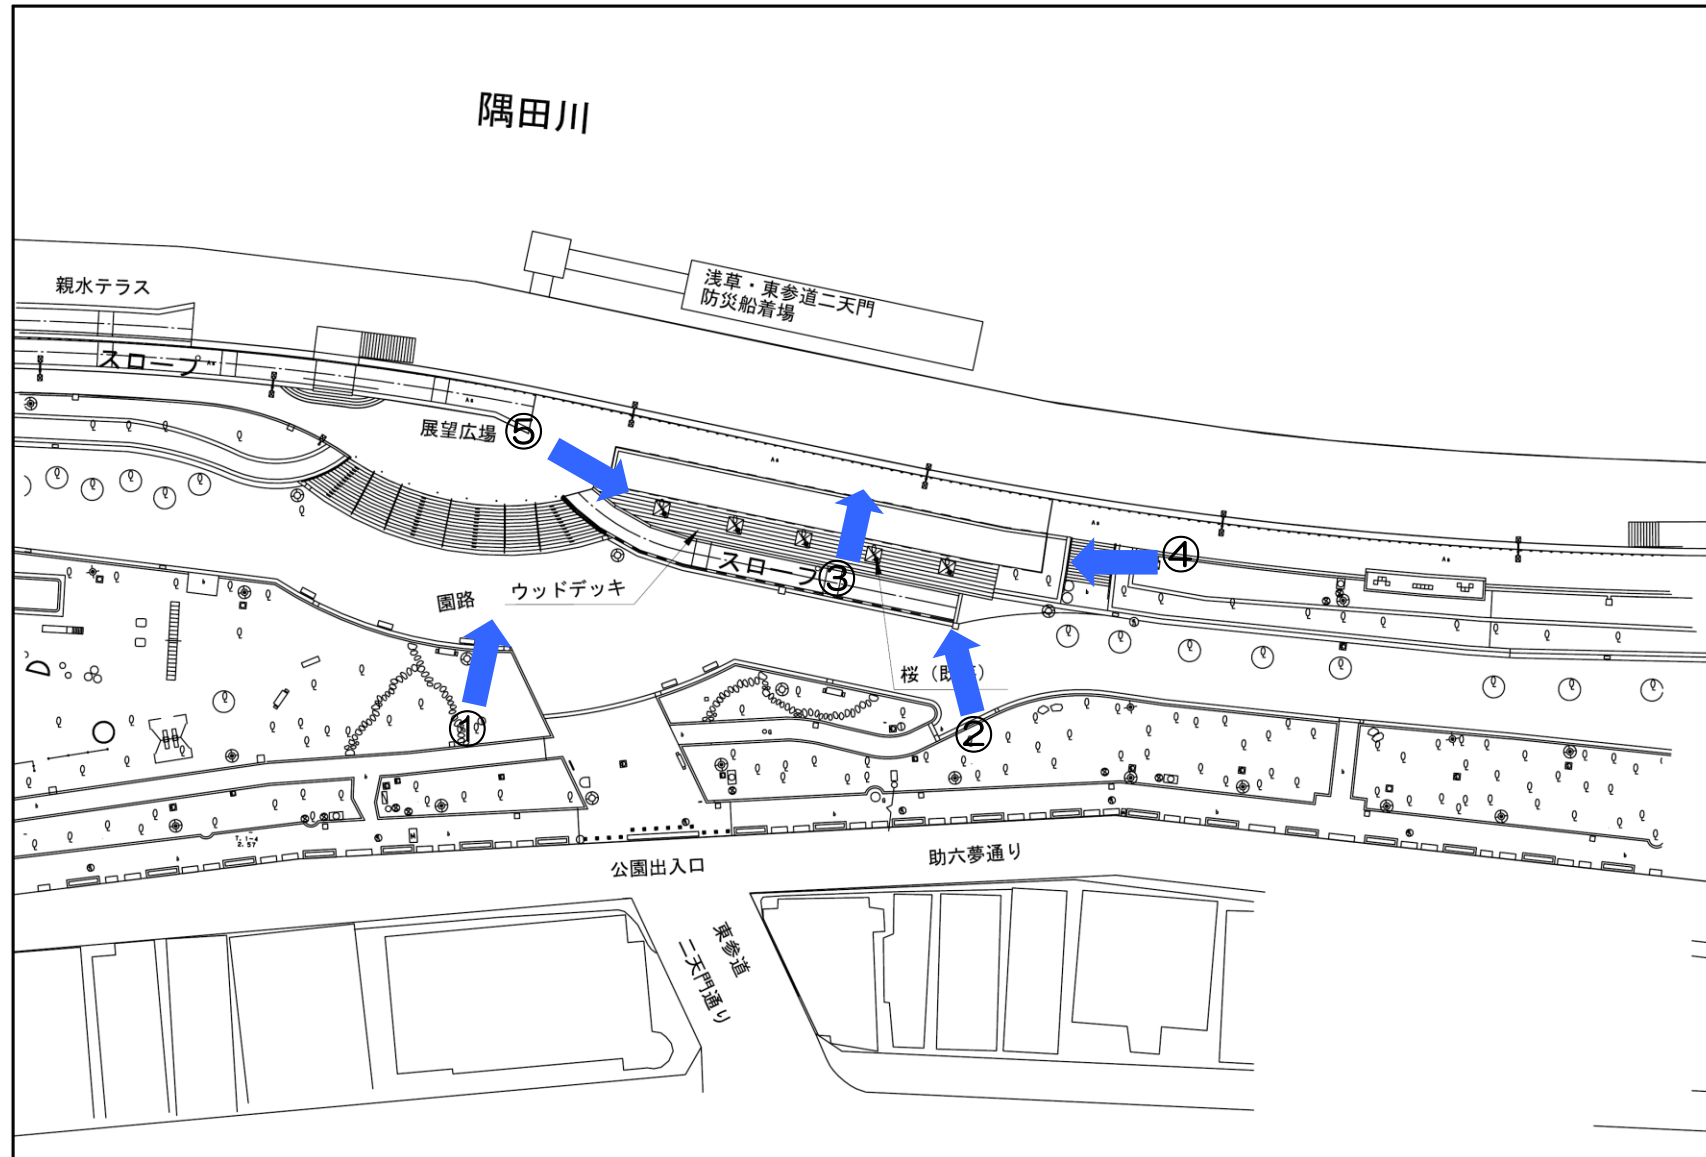 隅田川
浅草・東参道二天門
防災船着場
親水テラス
スロープ
展望広場
⑤
④
スロープ
③
ウッドデッキ
園路
桜（既
①
②
公園出入口
助六夢通り
東参道
二天門通り